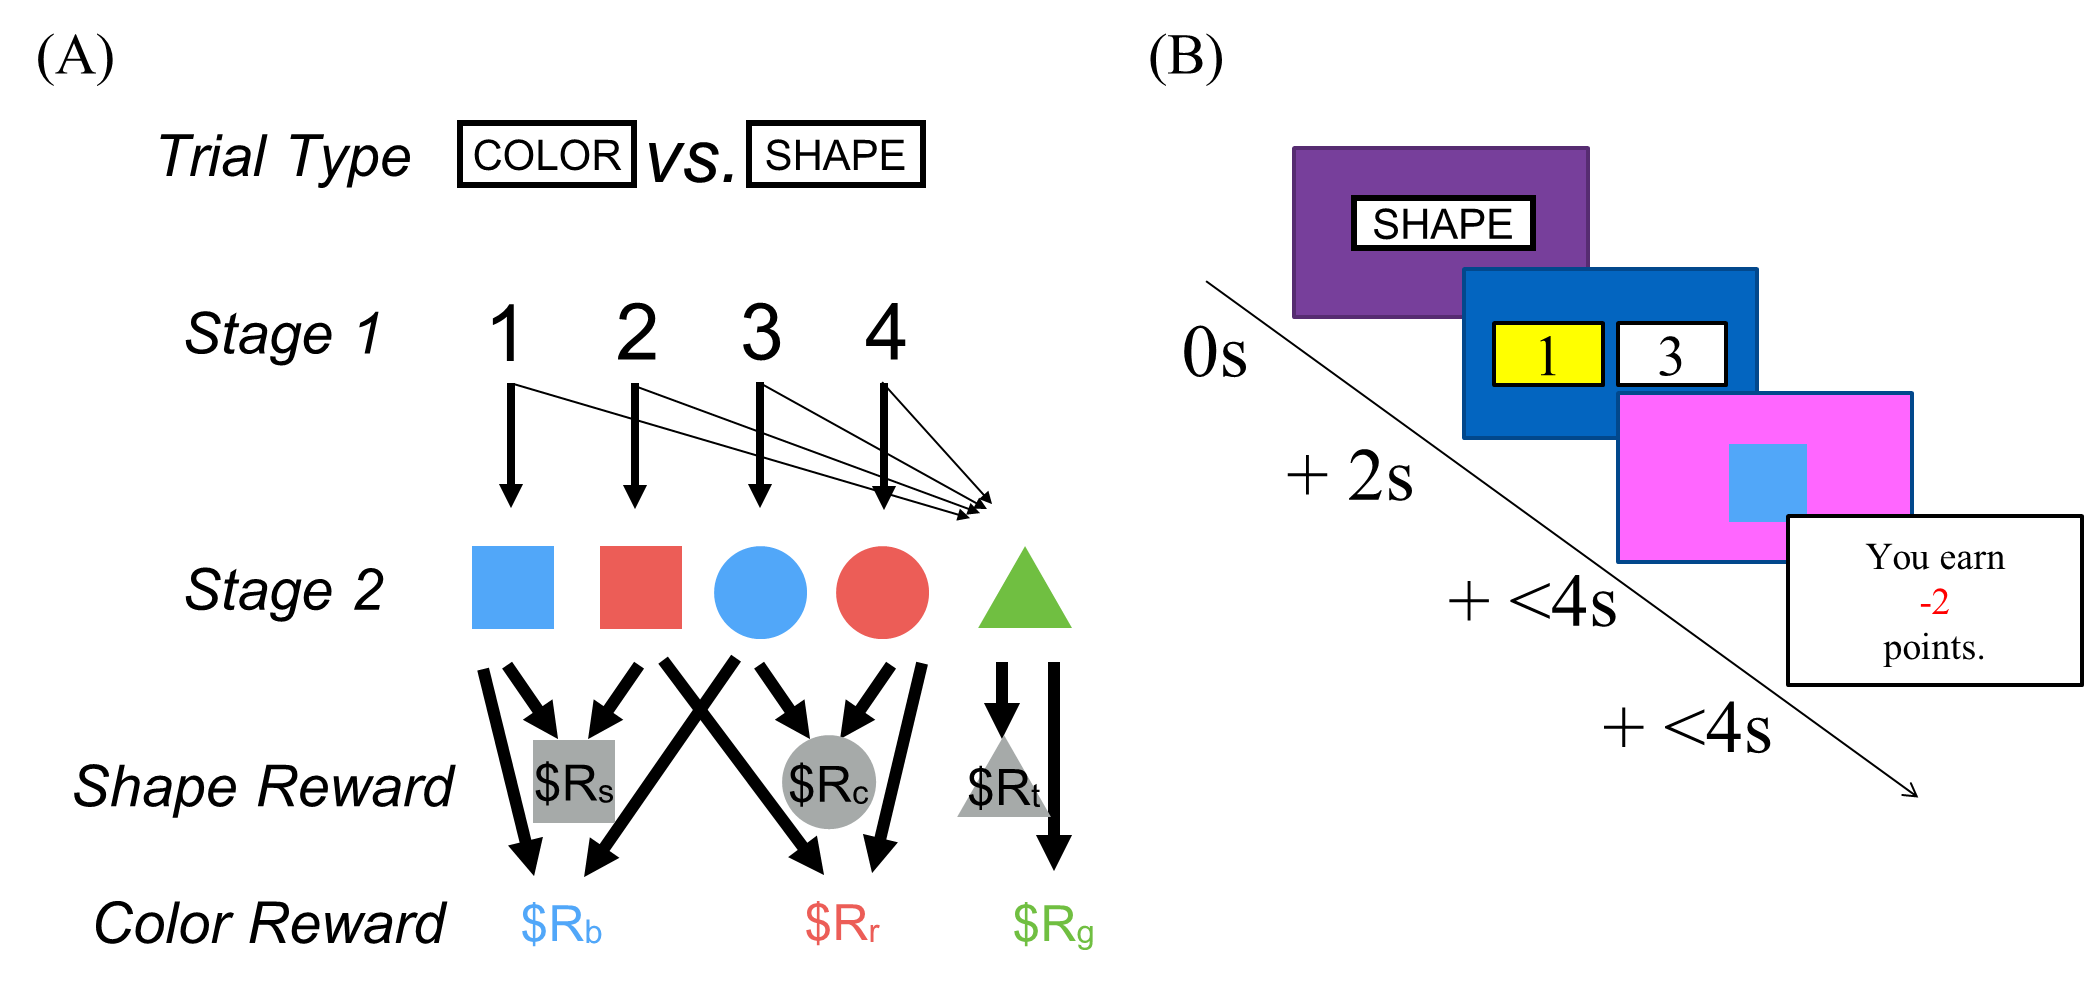 (A)
Trial Type COLOR vs. SHAPE
Stage 1 1 2 3 4
Stage 2
Shape Reward $Rs $Rc $Rt
Color Reward $Rb $Rr $Rg
(B)
SHAPE
1 3
You earn
-2
points.
0s
+ 2s
+ <4s
+ <4s